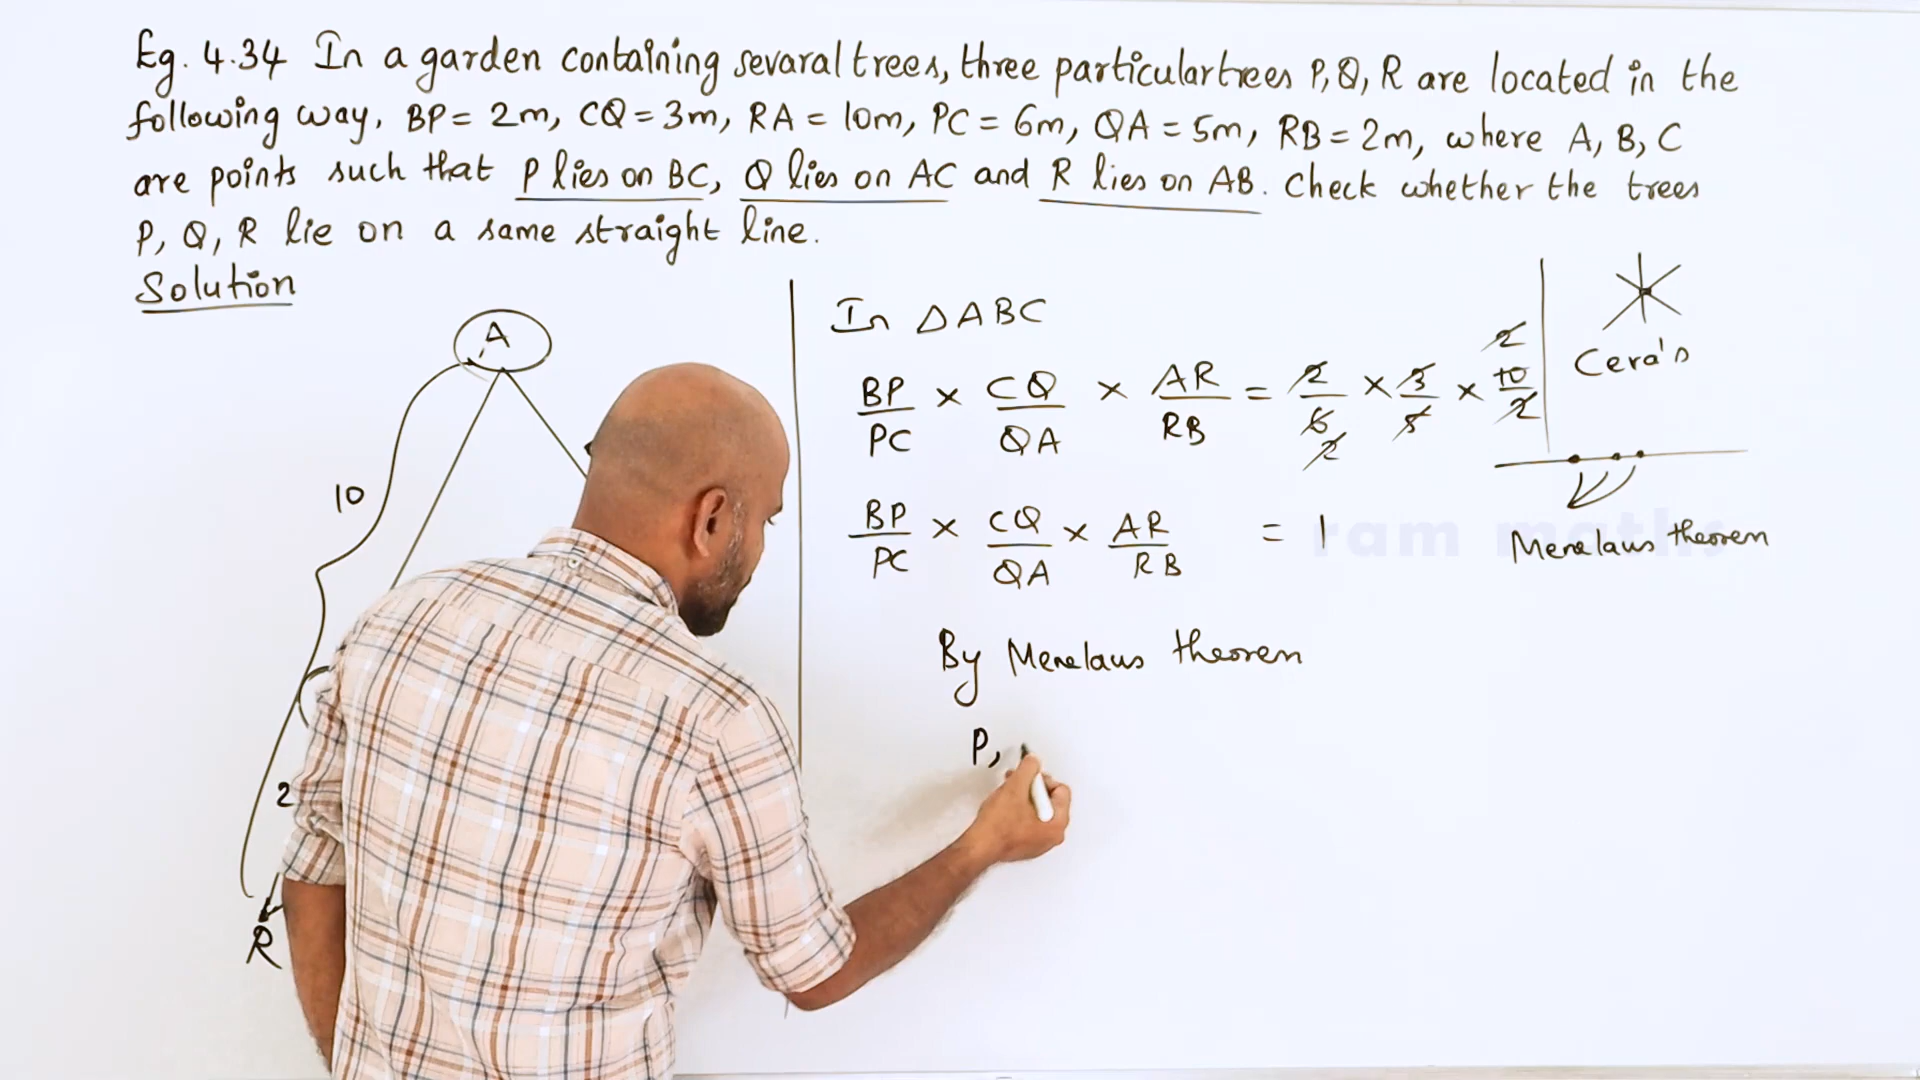 Eg. 4.34 In a garden containing sevaral trees, three particular trees P, Q, R are located in the
following way, BP = 2m, CQ = 3m, RA = 10m, PC = 6m, QA = 5m, RB = 2m, where A, B, C
are points such that P lies on BC, Q lies on AC and R lies on AB. Check whether the trees
P, Q, R lie on a same straight line.
Solution
A
10
2
R
In △ABC
BP/PC × CQ/QA × AR/RB = 2/6 × 3/5 × 10/2
2
2
BP/PC × CQ/QA × AR/RB = 1
By Menelaus theorem
P,
Ceva's
Menelaus theorem
ram maths